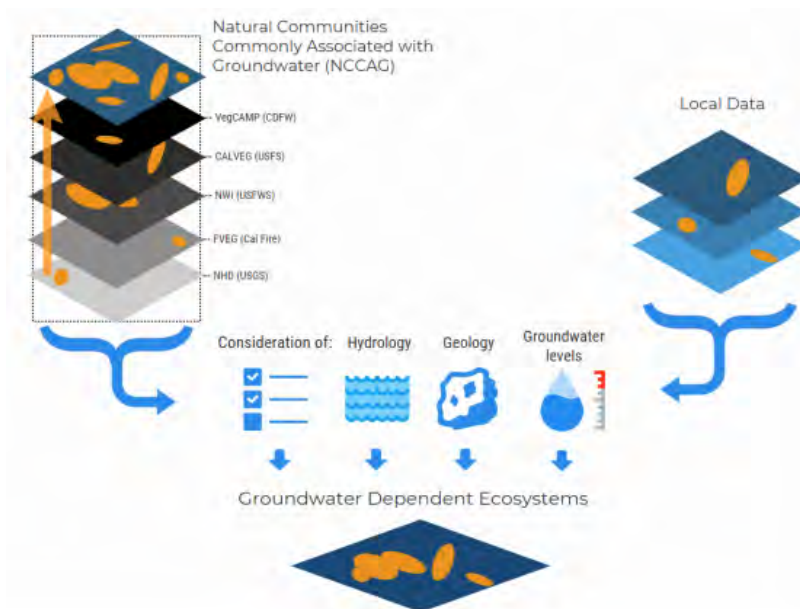 Natural Communities
Commonly Associated with
Groundwater (NCCAG)
VegCAMP (CDFW)
CALVEG (USFS)
NWI (USFWS)
FVEG (Cal Fire)
NHD (USGS)
Local Data
Consideration of:
Hydrology
Geology
Groundwater
levels
Groundwater Dependent Ecosystems